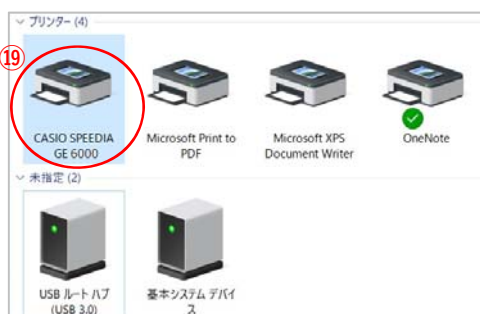 プリンター (4)
⑲
CASIO SPEEDIA
GE 6000
Microsoft Print to
PDF
Microsoft XPS
Document Writer
OneNote
未指定 (2)
USB ルート ハブ
(USB 3.0)
基本システム デバイ
ス